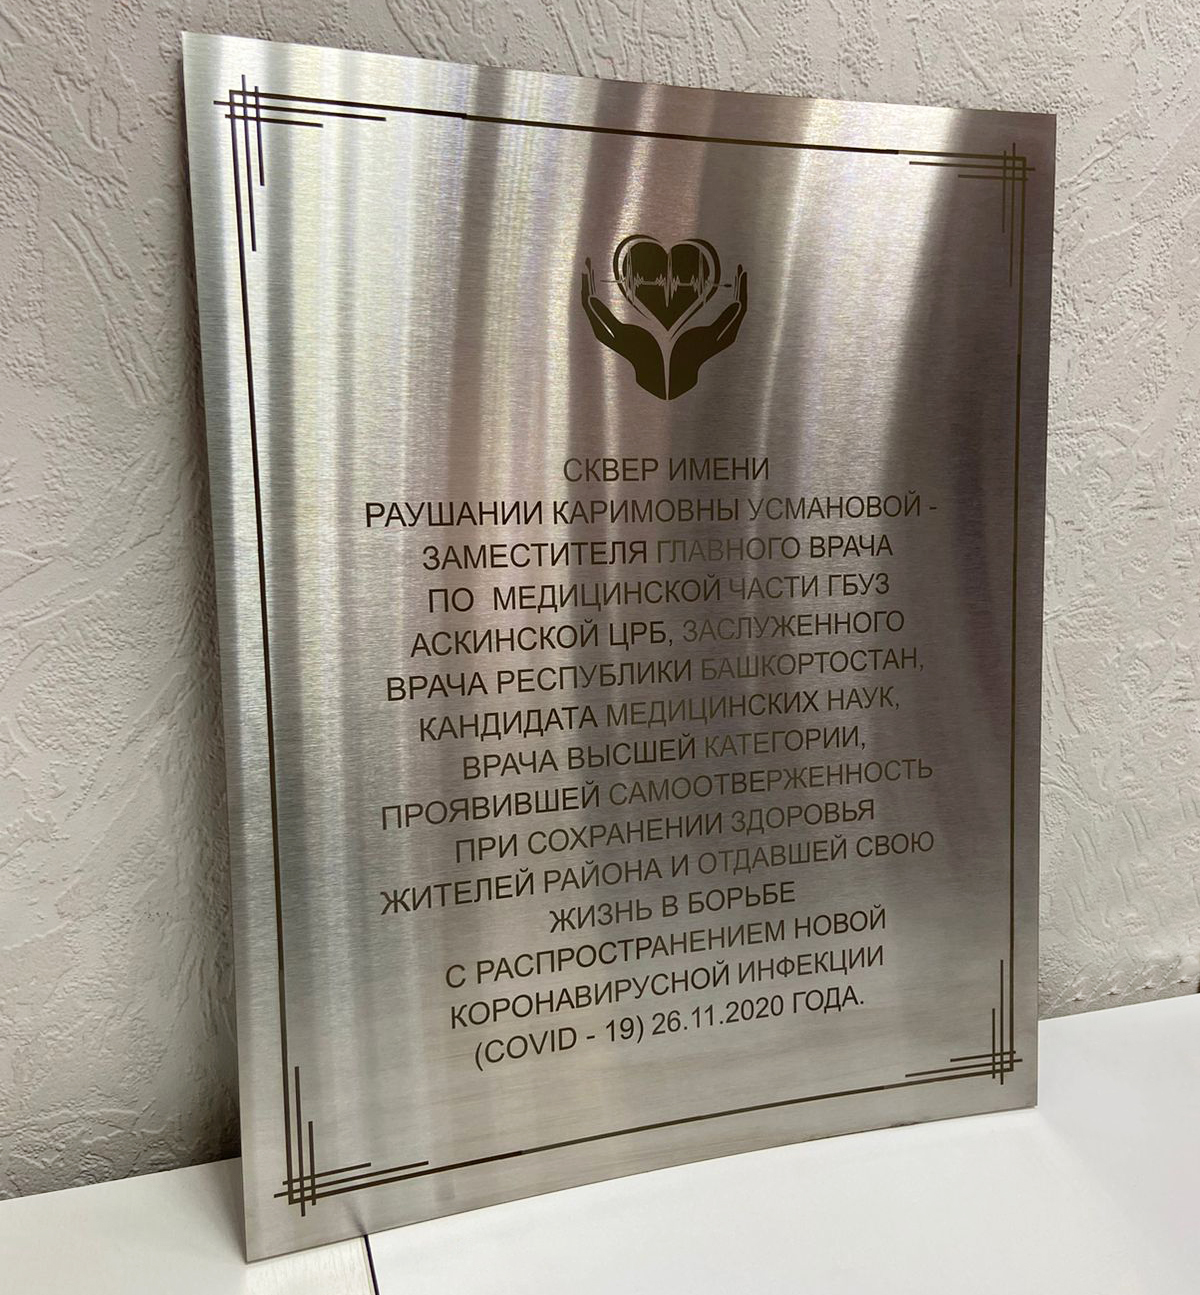 СКВЕР ИМЕНИ
РАУШАНИИ КАРИМОВНЫ УСМАНОВОЙ -
ЗАМЕСТИТЕЛЯ ГЛАВНОГО ВРАЧА
ПО МЕДИЦИНСКОЙ ЧАСТИ ГБУЗ
АСКИНСКОЙ ЦРБ, ЗАСЛУЖЕННОГО
ВРАЧА РЕСПУБЛИКИ БАШКОРТОСТАН,
КАНДИДАТА МЕДИЦИНСКИХ НАУК,
ВРАЧА ВЫСШЕЙ КАТЕГОРИИ,
ПРОЯВИВШЕЙ САМООТВЕРЖЕННОСТЬ
ПРИ СОХРАНЕНИИ ЗДОРОВЬЯ
ЖИТЕЛЕЙ РАЙОНА И ОТДАВШЕЙ СВОЮ
ЖИЗНЬ В БОРЬБЕ
С РАСПРОСТРАНЕНИЕМ НОВОЙ
КОРОНАВИРУСНОЙ ИНФЕКЦИИ
(COVID - 19) 26.11.2020 ГОДА.